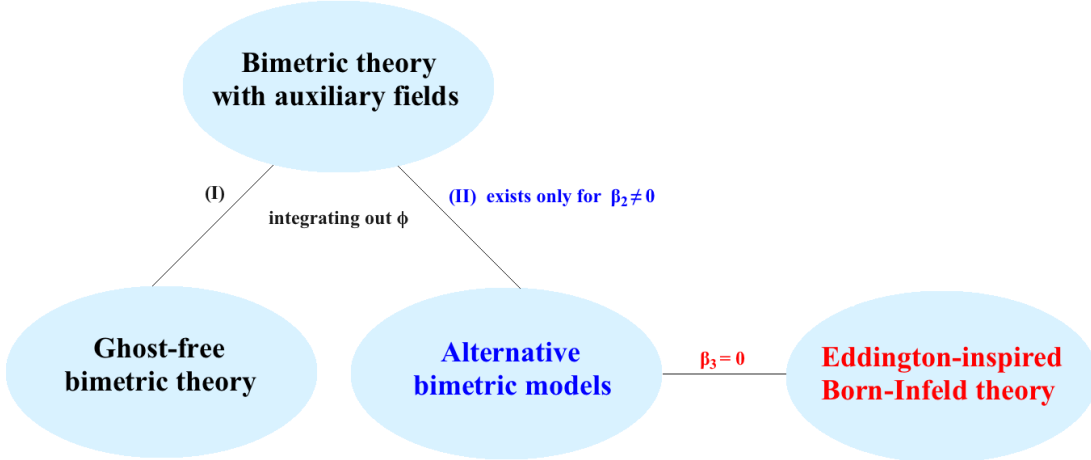 Bimetric theory
with auxiliary fields
(I)
(II) exists only for β₂ ≠ 0
integrating out ϕ
Ghost-free
bimetric theory
Alternative
bimetric models
β₃ = 0
Eddington-inspired
Born-Infeld theory